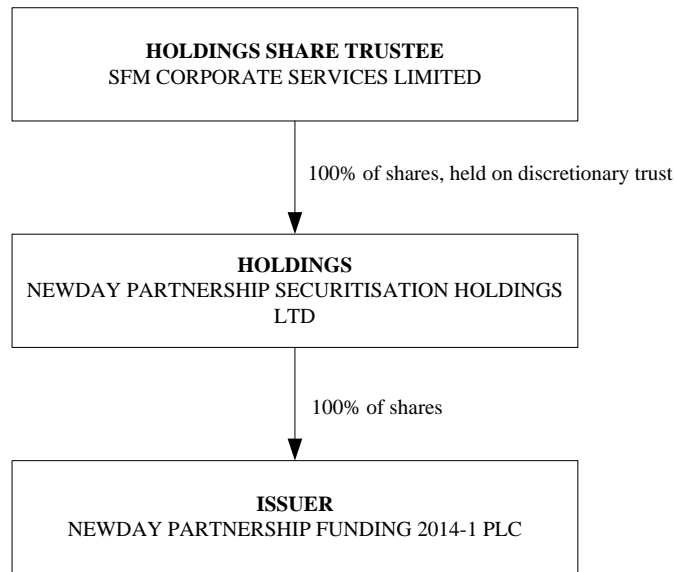 HOLDINGS SHARE TRUSTEE
SFM CORPORATE SERVICES LIMITED
100% of shares, held on discretionary trust
HOLDINGS
NEWDAY PARTNERSHIP SECURITISATION HOLDINGS
LTD
100% of shares
ISSUER
NEWDAY PARTNERSHIP FUNDING 2014-1 PLC